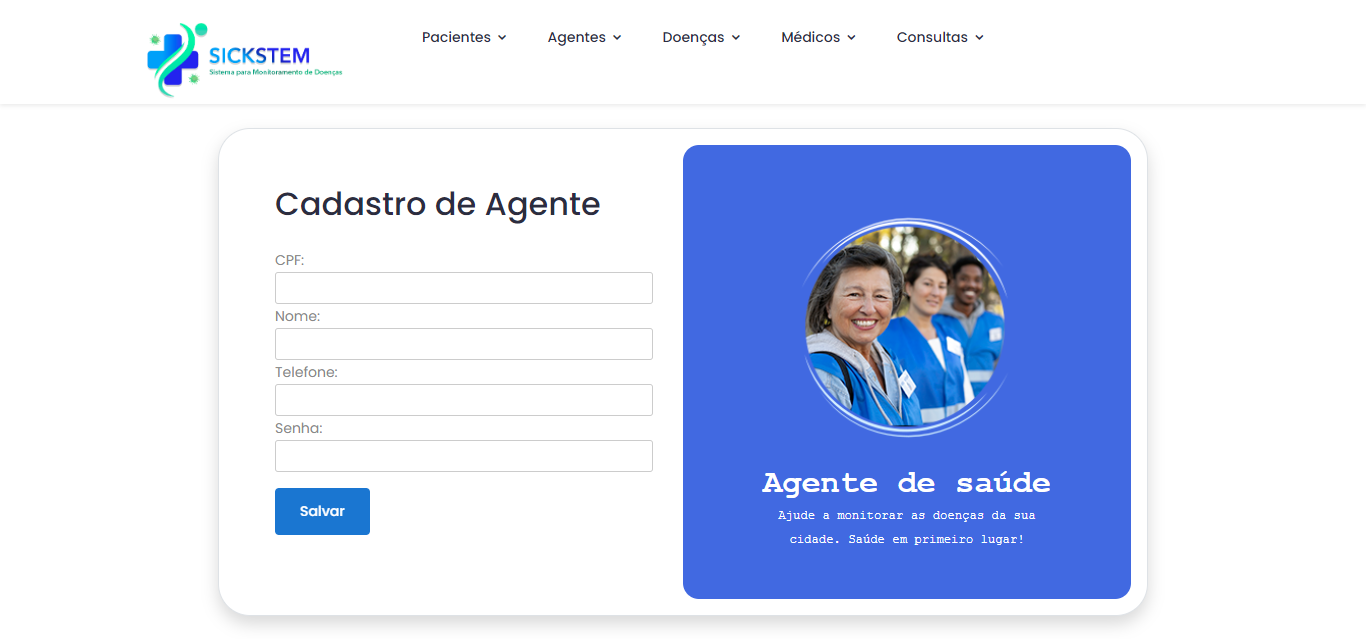 SICKSTEM
Sistema para Monitoramento de Doenças
Pacientes Agentes Doenças Médicos Consultas
Cadastro de Agente
CPF:
Nome:
Telefone:
Senha:
Salvar
Agente de saúde
Ajude a monitorar as doenças da sua
cidade. Saúde em primeiro lugar!